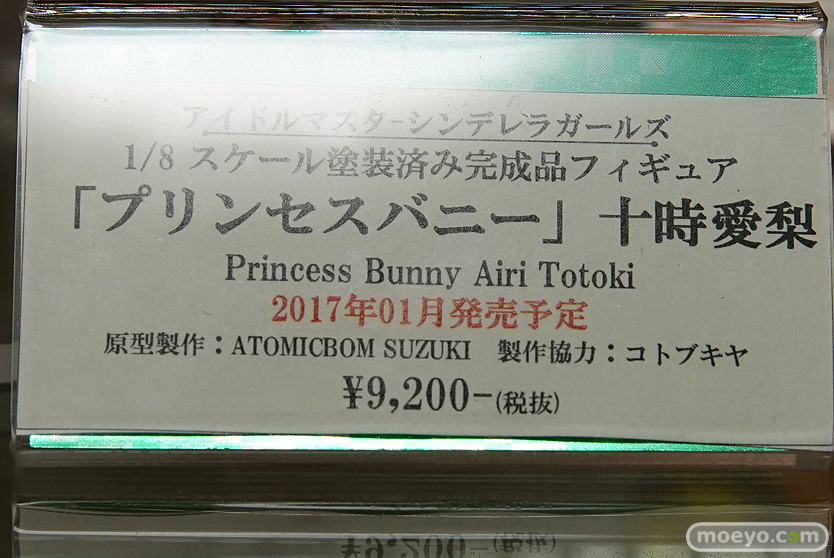 アイドルマスターシンデレラガールズ
1/8 スケール塗装済み完成品フィギュア
「プリンセスバニー」十時愛梨
Princess Bunny Airi Totoki
2017年01月発売予定
原型製作：ATOMICBOM SUZUKI　製作協力：コトブキヤ
¥9,200-(税抜)
¥9,200-(税抜)
moeyo.com